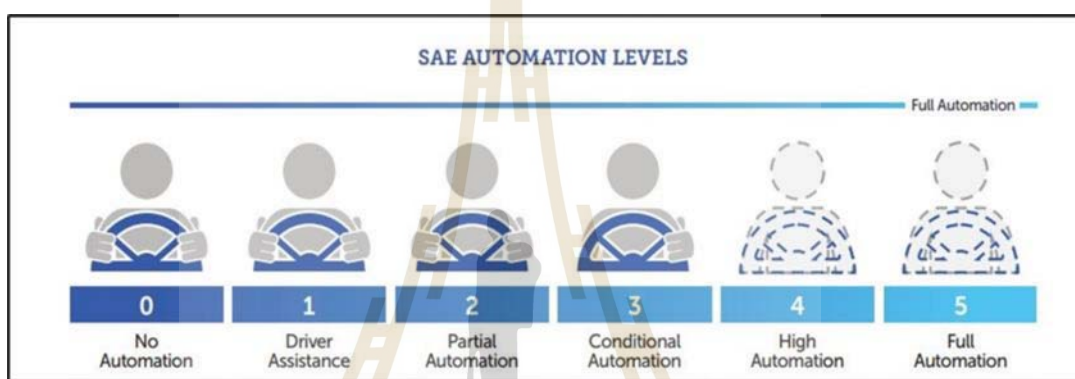 SAE AUTOMATION LEVELS
Full Automation
0
No
Automation
1
Driver
Assistance
2
Partial
Automation
3
Conditional
Automation
4
High
Automation
5
Full
Automation